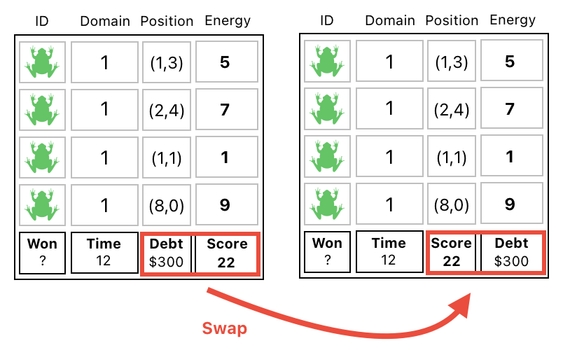 ID Domain Position Energy
1 (1,3) 5
1 (2,4) 7
1 (1,1) 1
1 (8,0) 9
Won Time Debt Score
? 12 $300 22
ID Domain Position Energy
1 (1,3) 5
1 (2,4) 7
1 (1,1) 1
1 (8,0) 9
Won Time Score Debt
? 12 22 $300
Swap